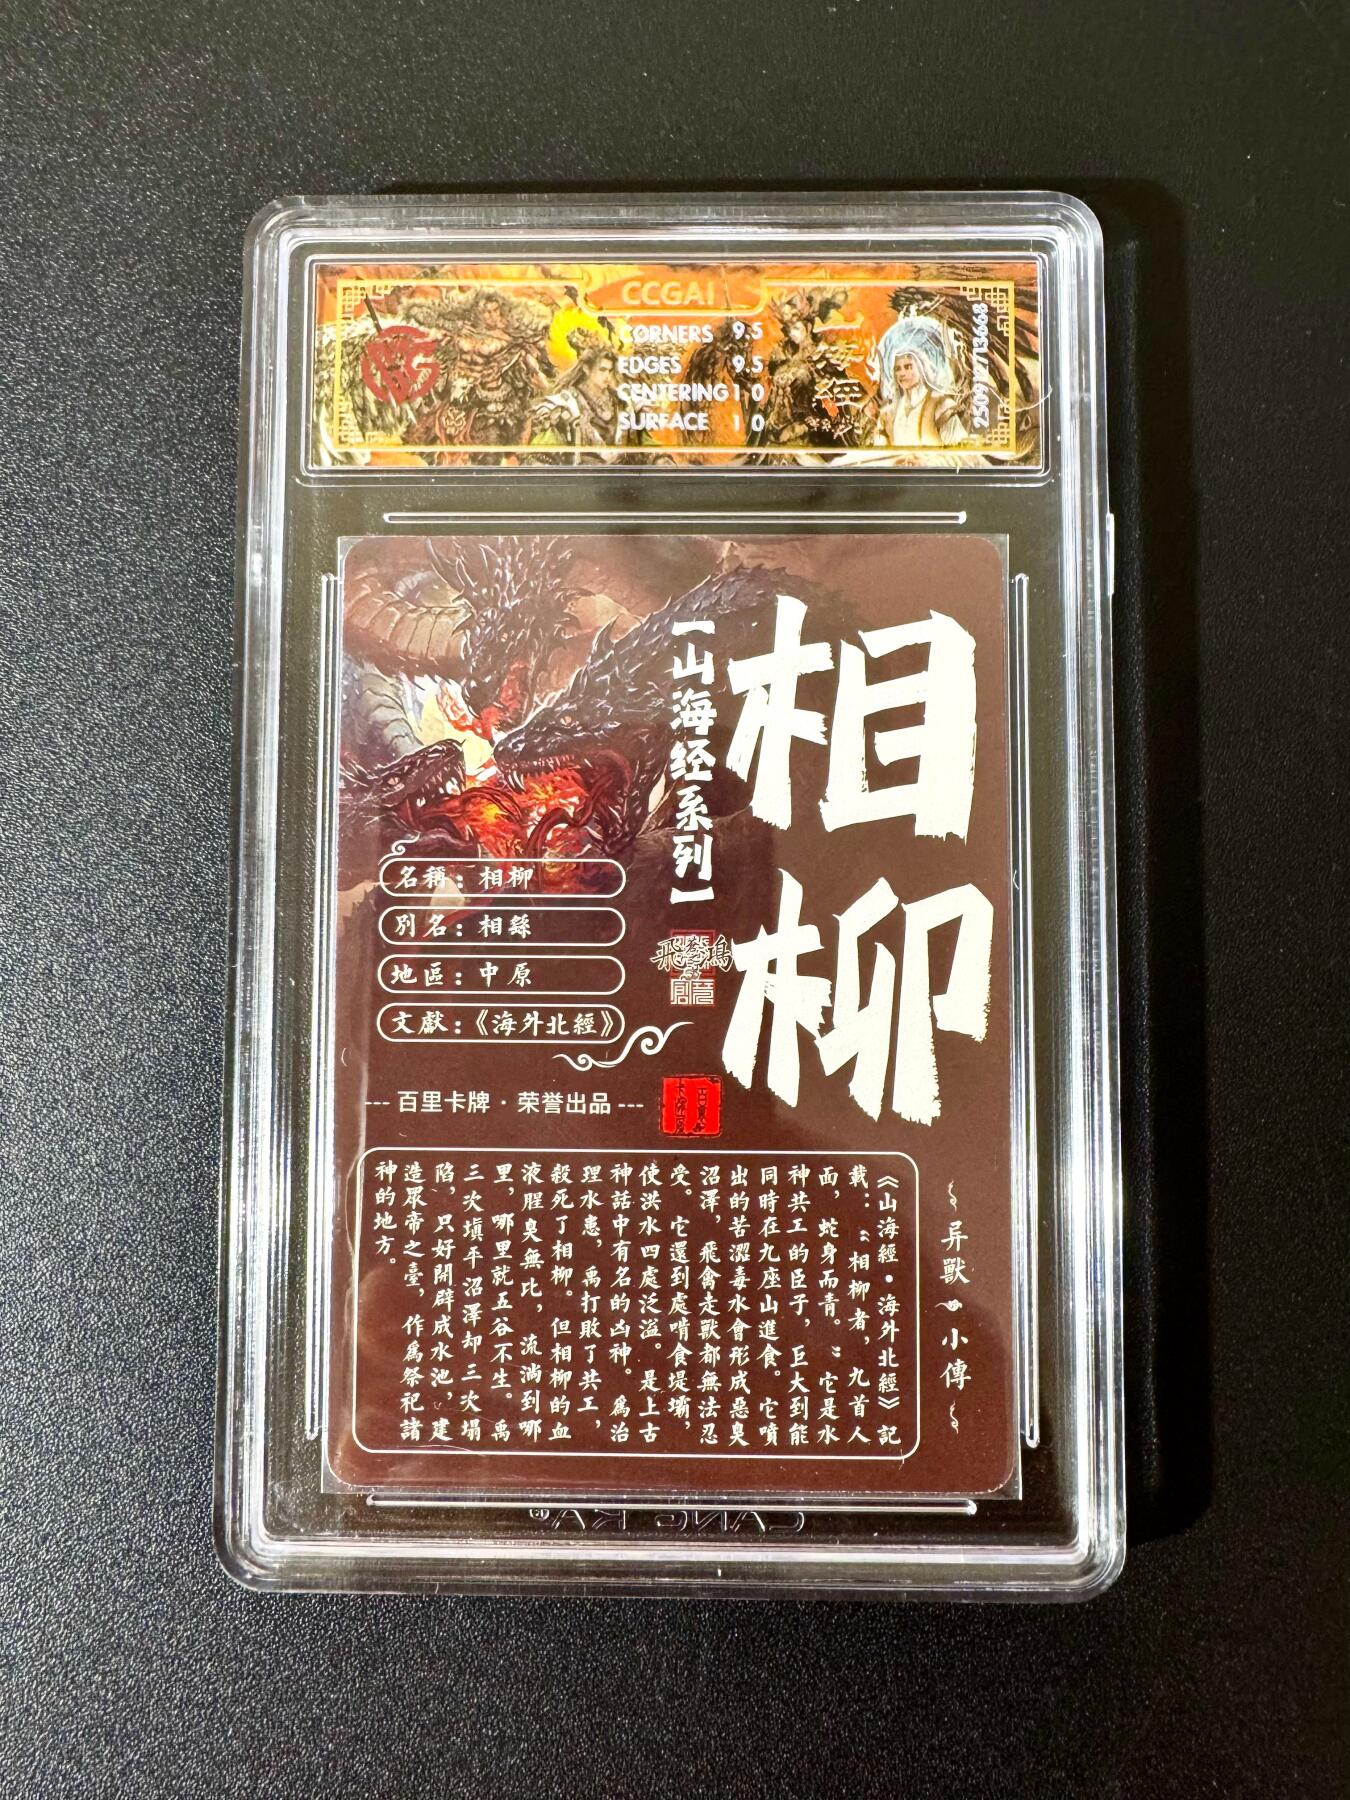 CCGAI
CORNERS 9.5
EDGES 9.5
CENTERING 10
SURFACE 10
250912713668
相柳
【山海经系列】
名稱：相柳
別名：相繇
地區：中原
文獻：《海外北經》
--- 百里卡牌 · 荣誉出品 ---
异獸小傳
《山海經·海外北經》記
載：“相柳者，九首人
面，蛇身而青。”它是水
神共工的臣子，巨大到能
同時在九座山進食。它噴
出的苦澀毒水會形成惡臭
沼澤，飛禽走獸都無法忍
受。它還到處啃食堤壩，
使洪水四處泛溢。是上古
神話中有名的凶神。爲治
理水患，禹打敗了共工，
殺死了相柳。但相柳的血
液腥臭無比，流淌到哪
里，哪里就五谷不生。禹
三次填平沼澤却三次塌
陷，只好開辟成水池，建
造眾帝之臺，作爲祭祀諸
神的地方。